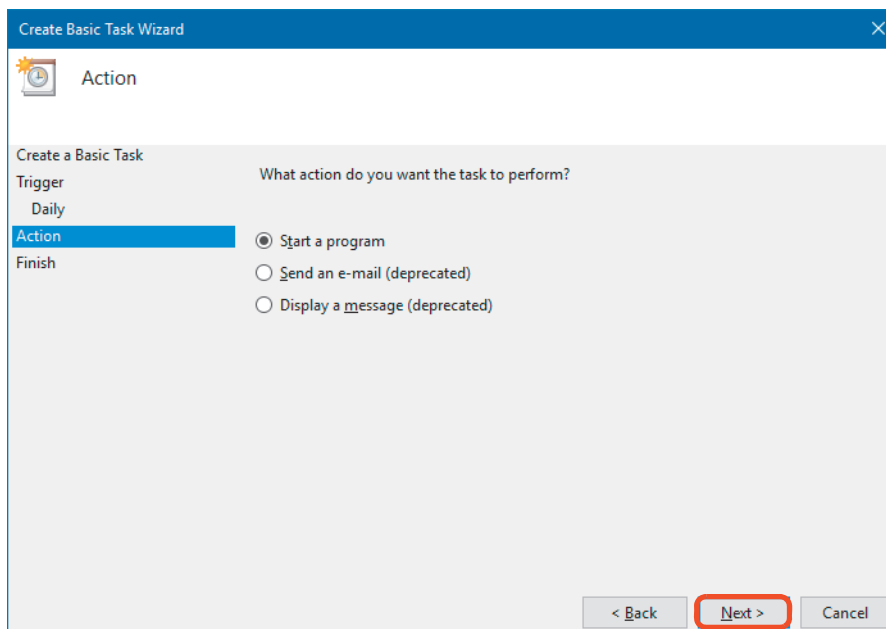 Create Basic Task Wizard
Action
Create a Basic Task
Trigger
Daily
Action
Finish
What action do you want the task to perform?
Start a program
Send an e-mail (deprecated)
Display a message (deprecated)
< Back
Next >
Cancel